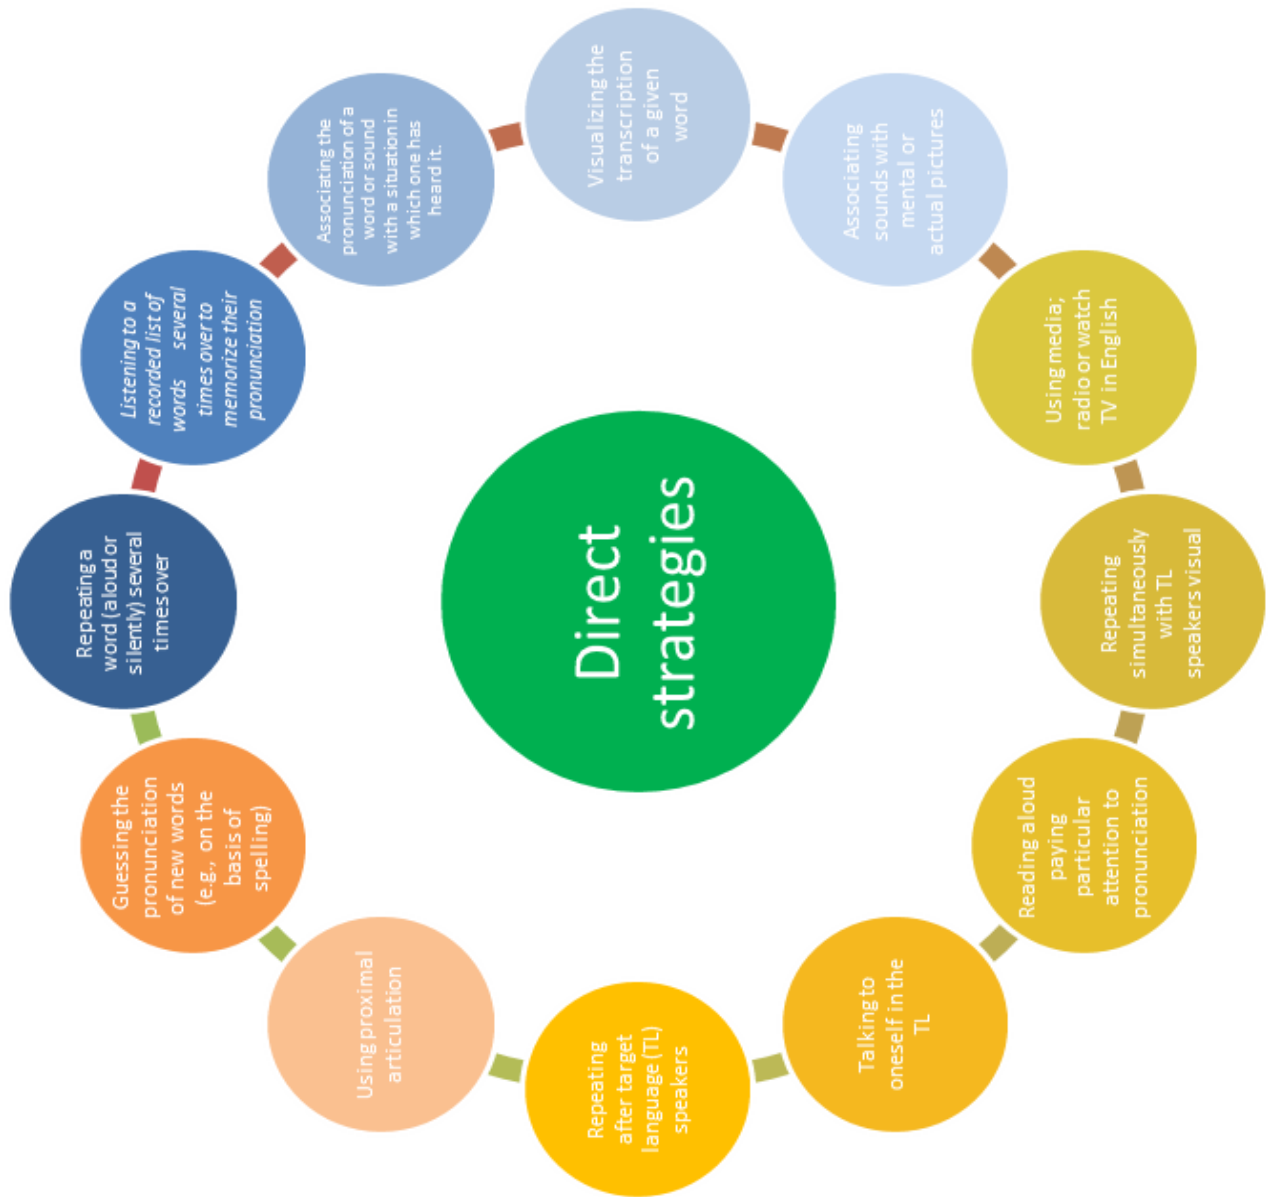 Direct
strategies
Repeating a
word (aloud or
silently) several
times over
Listening to a
recorded list of
words several
times over to
memorize their
pronunciation
Associating the
pronunciation of a
word or sound
with a situation in
which one has
heard it.
Visualizing the
transcription
of a given
word
Associating
sounds with
mental or
actual pictures
Using media;
radio or watch
TV in English
Repeating
simultaneously
with TL
speakers visual
Reading aloud
paying
particular
attention to
pronunciation
Talking to
oneself in the
TL
Repeating
after target
language (TL)
speakers
Using proximal
articulation
Guessing the
pronunciation
of new words
(e.g., on the
basis of
spelling)